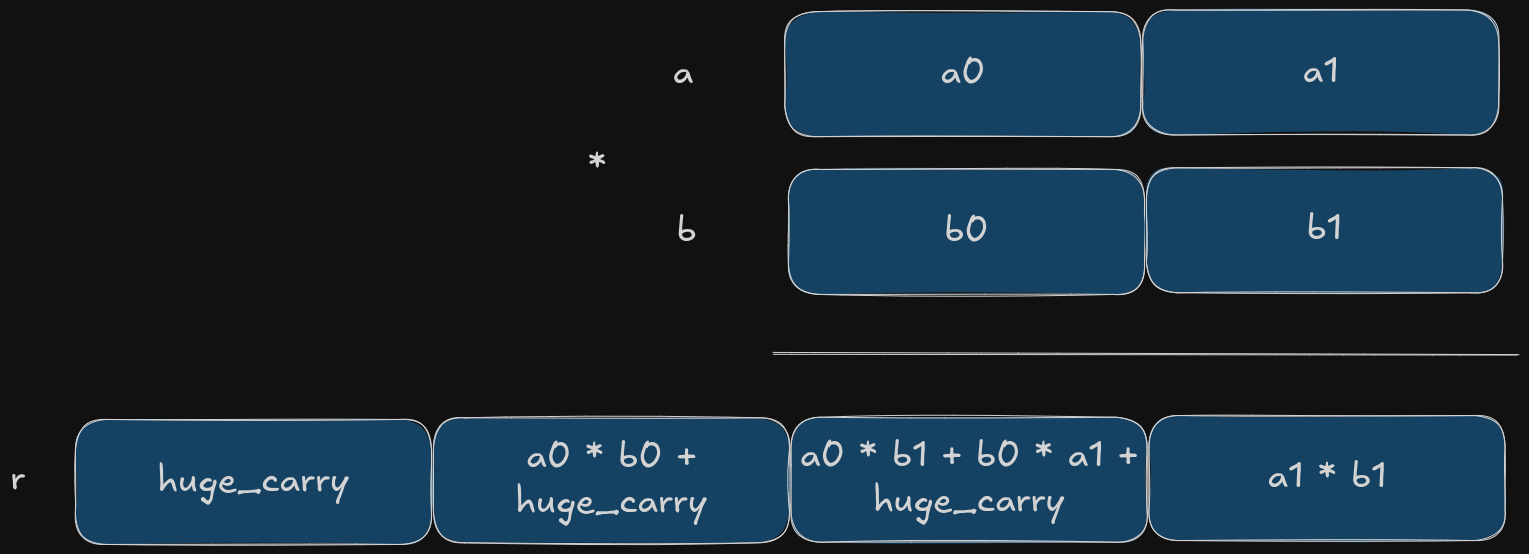 a
a0
a1
*
b
b0
b1
r
huge_carry
a0 * b0 +
huge_carry
a0 * b1 + b0 * a1 +
huge_carry
a1 * b1